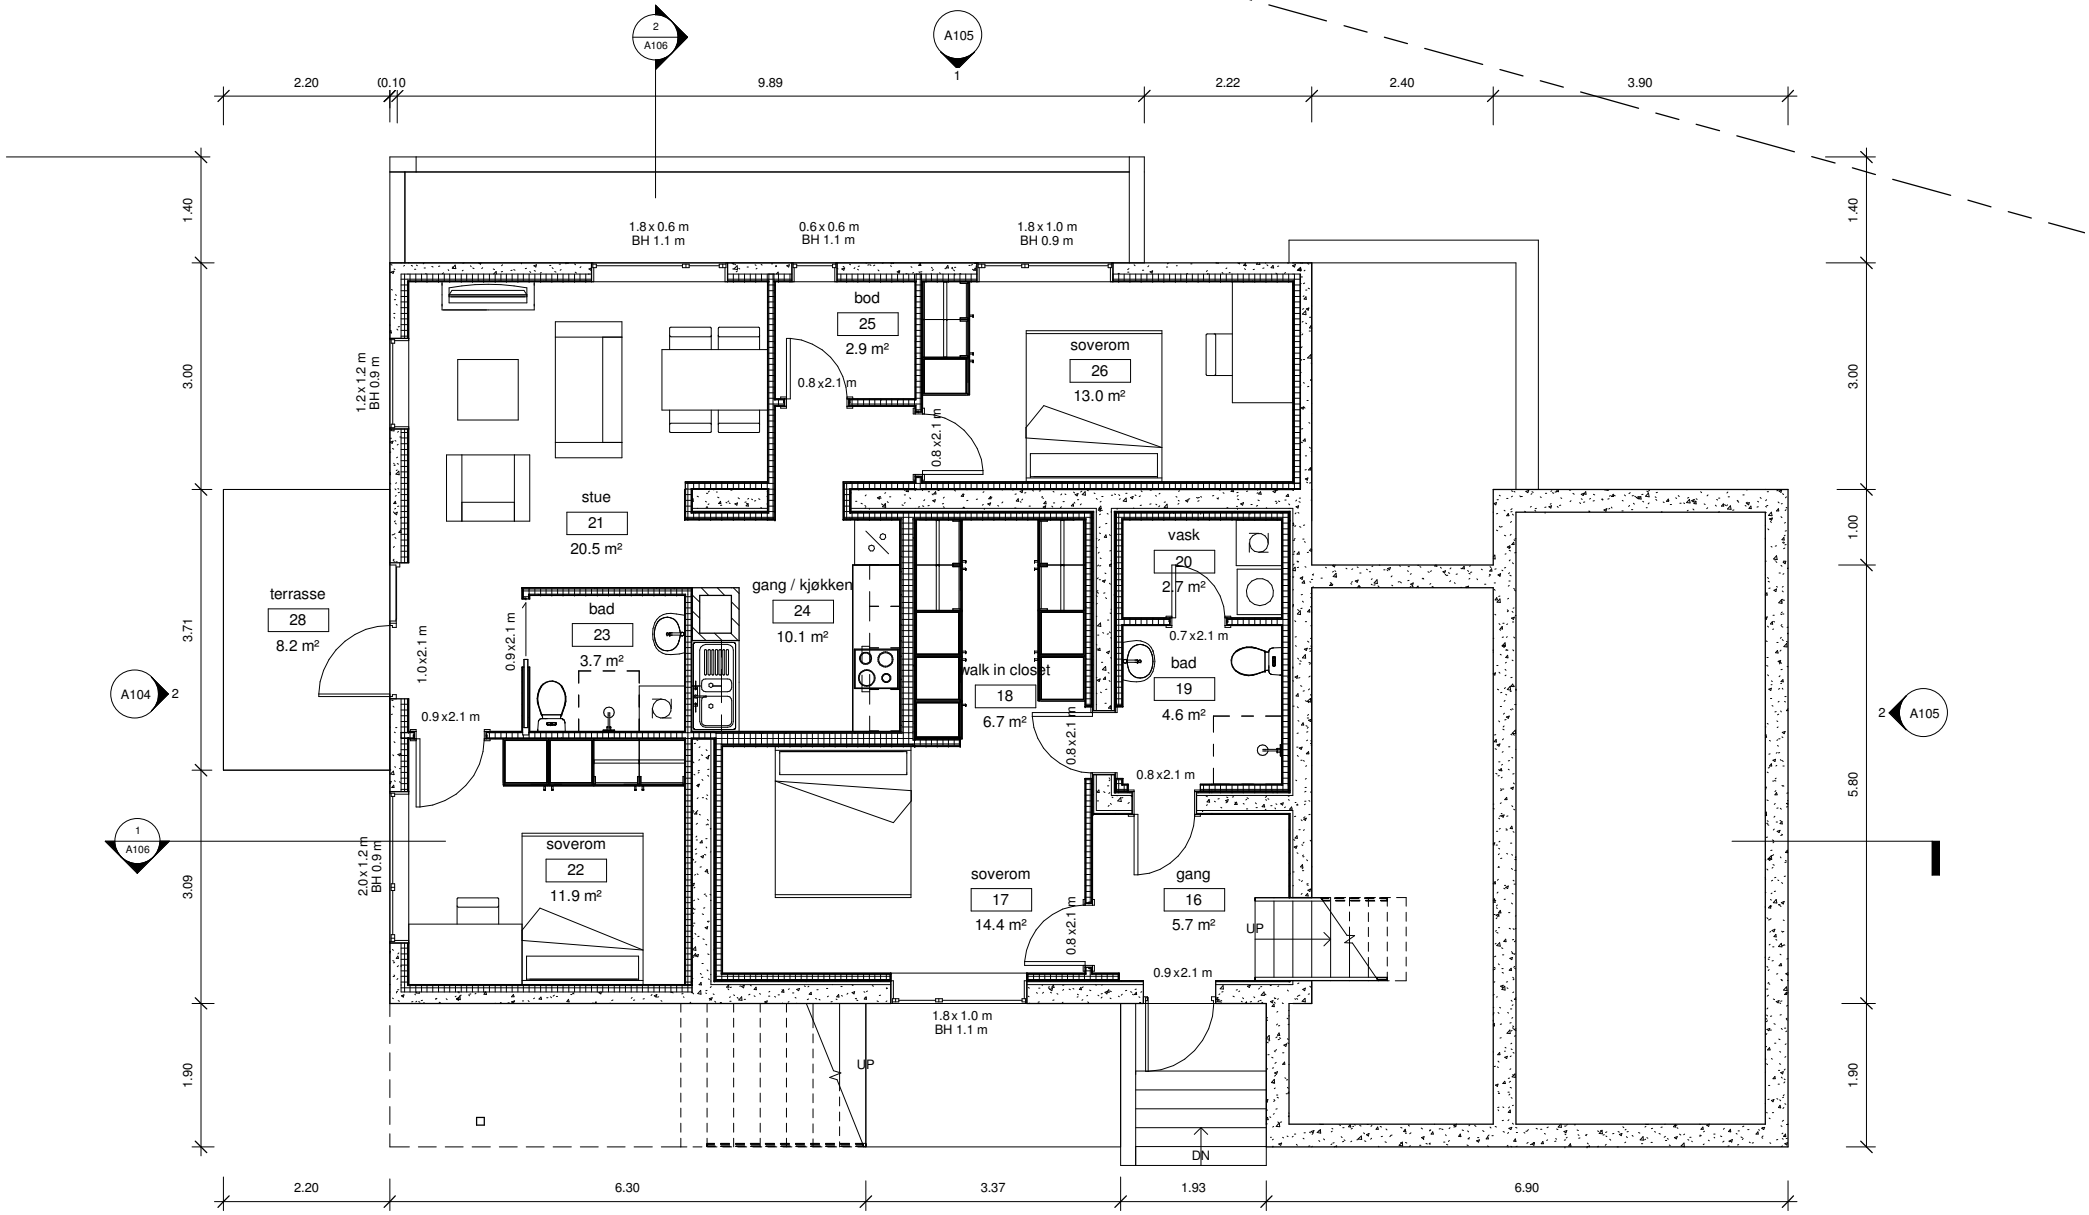 2
A106
A105
1
2.20
0.10
9.89
2.22
2.40
3.90
1.40
1.40
1.8 x 0.6 m
BH 1.1 m
0.6 x 0.6 m
BH 1.1 m
1.8 x 1.0 m
BH 0.9 m
bod
25
2.9 m²
0.8 x 2.1 m
soverom
26
13.0 m²
0.8 x 2.1 m
3.00
1.2 x 1.2 m
BH 0.9 m
3.00
stue
21
20.5 m²
vask
20
2.7 m²
0.7 x 2.1 m
1.00
terrasse
28
8.2 m²
3.71
1.0 x 2.1 m
0.9 x 2.1 m
bad
23
3.7 m²
gang / kjøkken
24
10.1 m²
walk in closet
18
6.7 m²
0.8 x 2.1 m
bad
19
4.6 m²
0.8 x 2.1 m
A104
2
2
A105
0.9 x 2.1 m
5.80
1
A106
2.0 x 1.2 m
BH 0.9 m
3.09
soverom
22
11.9 m²
soverom
17
14.4 m²
0.8 x 2.1 m
gang
16
5.7 m²
UP
0.9 x 2.1 m
1.8 x 1.0 m
BH 1.1 m
UP
1.90
1.90
DN
2.20
6.30
3.37
1.93
6.90